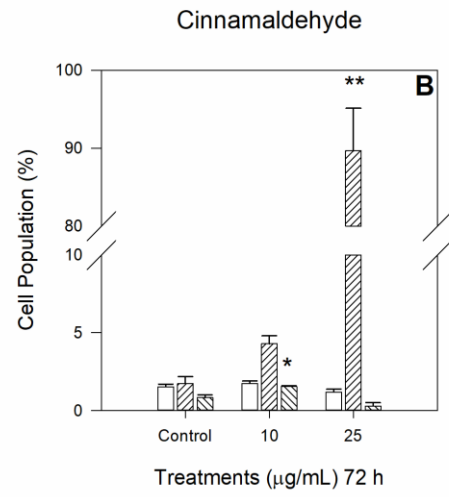 Cinnamaldehyde
B
100
90
80
10
5
0
Cell Population (%)
**
*
Control 10 25
Treatments (μg/mL) 72 h